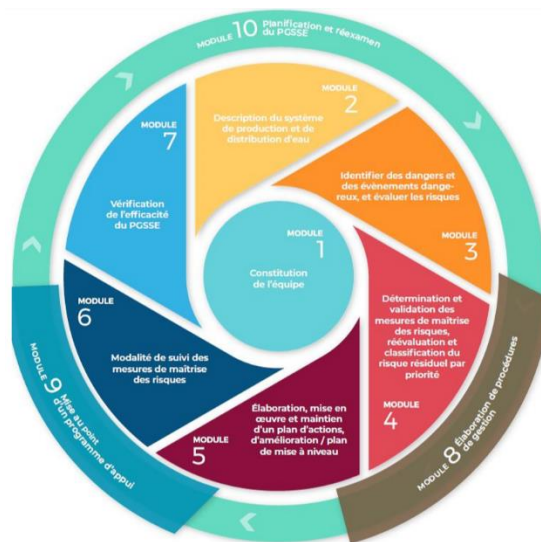 MODULE 10 Planification et réexamen
du PGSSE
MODULE
1
Constitution
de l'équipe
MODULE
2
Description du système
de production et de
distribution d'eau
MODULE
3
Identifier des dangers et
des évènements dange-
reux, et évaluer les risques
MODULE
4
Détermination et
validation des
mesures de maîtrise
des risques,
réévaluation et
classification du
risque résiduel par
priorité
MODULE
5
Élaboration, mise en
œuvre et maintien
d'un plan d'actions,
d'amélioration / plan
de mise à niveau
MODULE
6
Modalité de suivi des
mesures de maîtrise
des risques
MODULE
7
Vérification
de l'efficacité
du PGSSE
MODULE 8 Élaboration de procédures
de gestion
MODULE 9 Mise au point
d'un programme d'appui